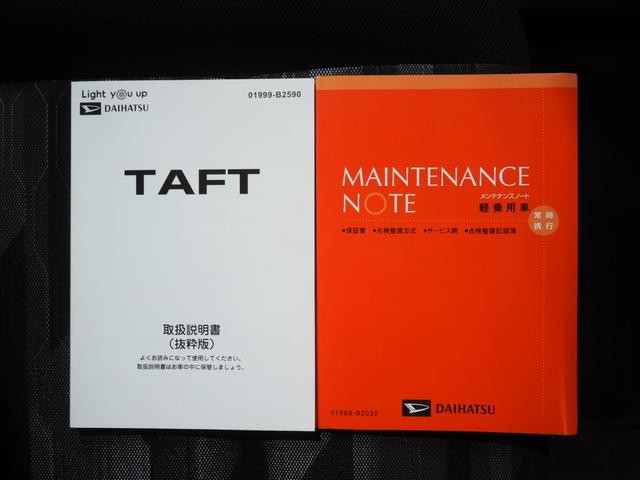 Light you up
DAIHATSU
01999-B2590
TAFT
取扱説明書
（抜粋版）
よくお読みになって使用してください。
取扱説明書はお車の中に保管しましょう。
MAINTENANCE
NOTE
メンテナンスノート
軽乗用車
常時
携行
●保証書 ●点検整備方式 ●サービス網 ●点検整備記録簿
01989-B2032
DAIHATSU